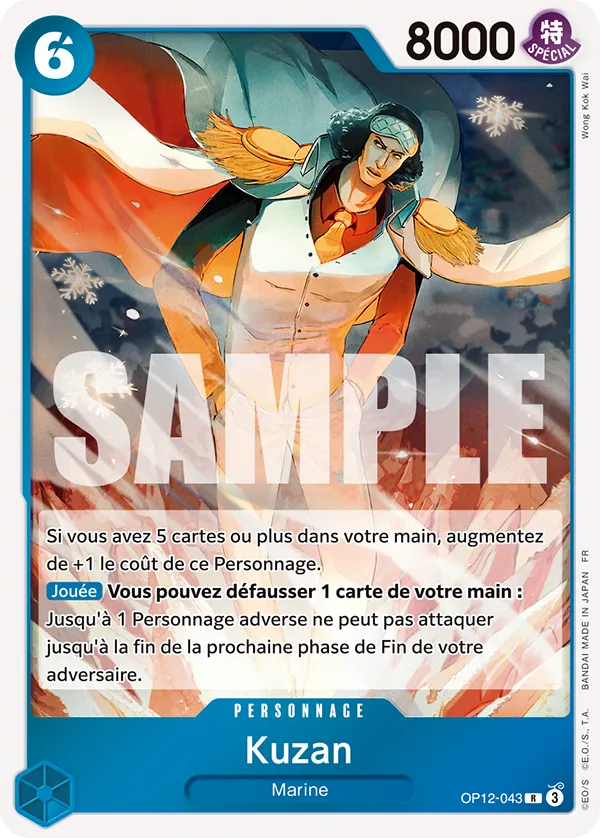 6
8000
特
SPÉCIAL
Wong Kok Wai
SAMPLE
Si vous avez 5 cartes ou plus dans votre main, augmentez
de +1 le coût de ce Personnage.
Jouée Vous pouvez défausser 1 carte de votre main :
Jusqu'à 1 Personnage adverse ne peut pas attaquer
jusqu'à la fin de la prochaine phase de Fin de votre
adversaire.
PERSONNAGE
Kuzan
Marine
OP12-043 R 3
©EO/S ©E.O./S., T.A. BANDAI MADE IN JAPAN FR